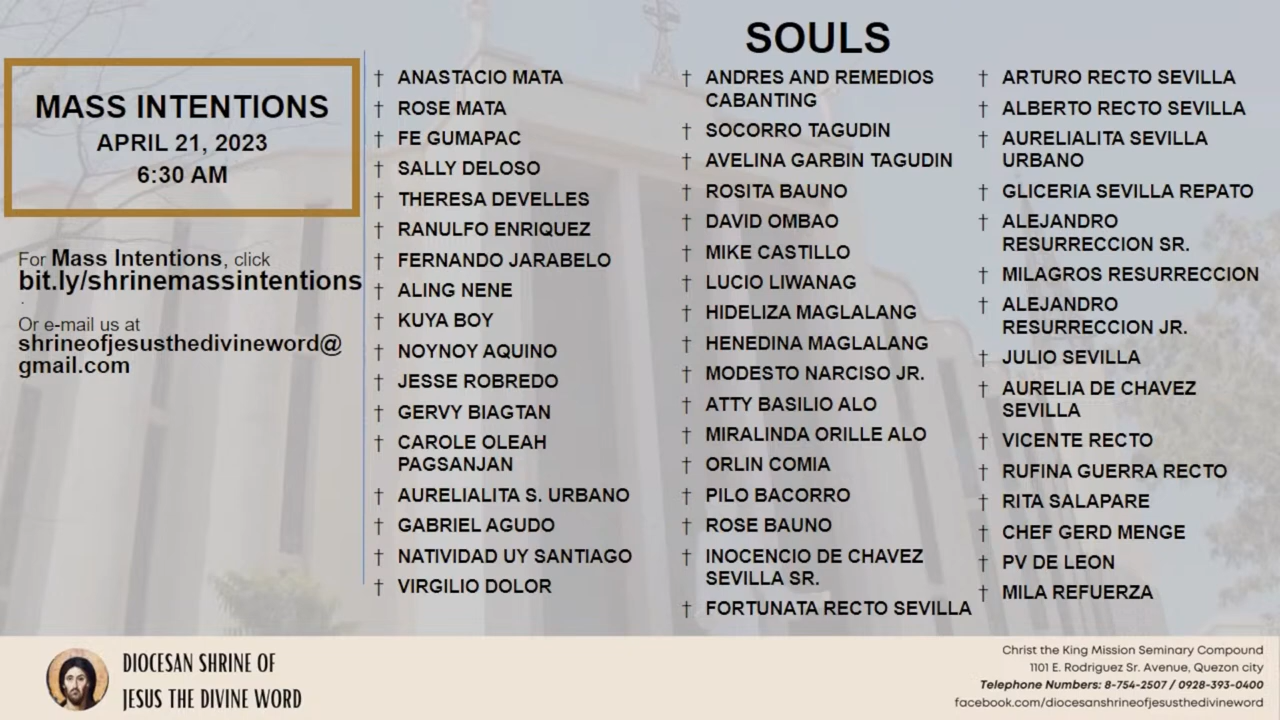 MASS INTENTIONS
APRIL 21, 2023
6:30 AM
For Mass Intentions, click
bit.ly/shrinemassintentions
.
Or e-mail us at
shrineofjesusthedivineword@
gmail.com
SOULS
† ANASTACIO MATA
† ROSE MATA
† FE GUMAPAC
† SALLY DELOSO
† THERESA DEVELLES
† RANULFO ENRIQUEZ
† FERNANDO JARABELO
† ALING NENE
† KUYA BOY
† NOYNOY AQUINO
† JESSE ROBREDO
† GERVY BIAGTAN
† CAROLE OLEAH
PAGSANJAN
† AURELIALITA S. URBANO
† GABRIEL AGUDO
† NATIVIDAD UY SANTIAGO
† VIRGILIO DOLOR
† ANDRES AND REMEDIOS
CABANTING
† SOCORRO TAGUDIN
† AVELINA GARBIN TAGUDIN
† ROSITA BAUNO
† DAVID OMBAO
† MIKE CASTILLO
† LUCIO LIWANAG
† HIDELIZA MAGLALANG
† HENEDINA MAGLALANG
† MODESTO NARCISO JR.
† ATTY BASILIO ALO
† MIRALINDA ORILLE ALO
† ORLIN COMIA
† PILO BACORRO
† ROSE BAUNO
† INOCENCIO DE CHAVEZ
SEVILLA SR.
† FORTUNATA RECTO SEVILLA
† ARTURO RECTO SEVILLA
† ALBERTO RECTO SEVILLA
† AURELIALITA SEVILLA
URBANO
† GLICERIA SEVILLA REPATO
† ALEJANDRO
RESURRECCION SR.
† MILAGROS RESURRECCION
† ALEJANDRO
RESURRECCION JR.
† JULIO SEVILLA
† AURELIA DE CHAVEZ
SEVILLA
† VICENTE RECTO
† RUFINA GUERRA RECTO
† RITA SALAPARE
† CHEF GERD MENGE
† PV DE LEON
† MILA REFUERZA
DIOCESAN SHRINE OF
JESUS THE DIVINE WORD
Christ the King Mission Seminary Compound
1101 E. Rodriguez Sr. Avenue, Quezon city
Telephone Numbers: 8-754-2507 / 0928-393-0400
facebook.com/diocesanshrineofjesusthedivineword